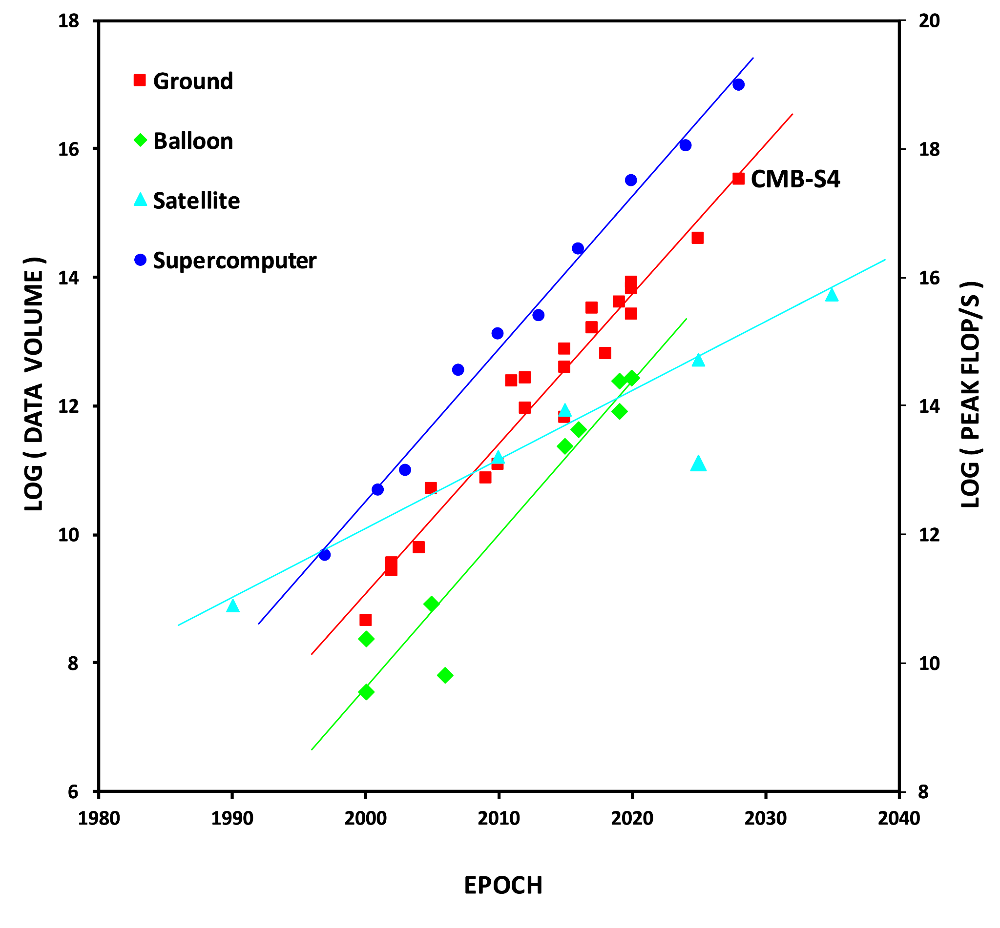 18
16
14
12
10
8
6
20
18
16
14
12
10
8
Ground
Balloon
Satellite
Supercomputer
CMB-S4
LOG ( DATA VOLUME )
LOG ( PEAK FLOP/S )
1980 1990 2000 2010 2020 2030 2040
EPOCH